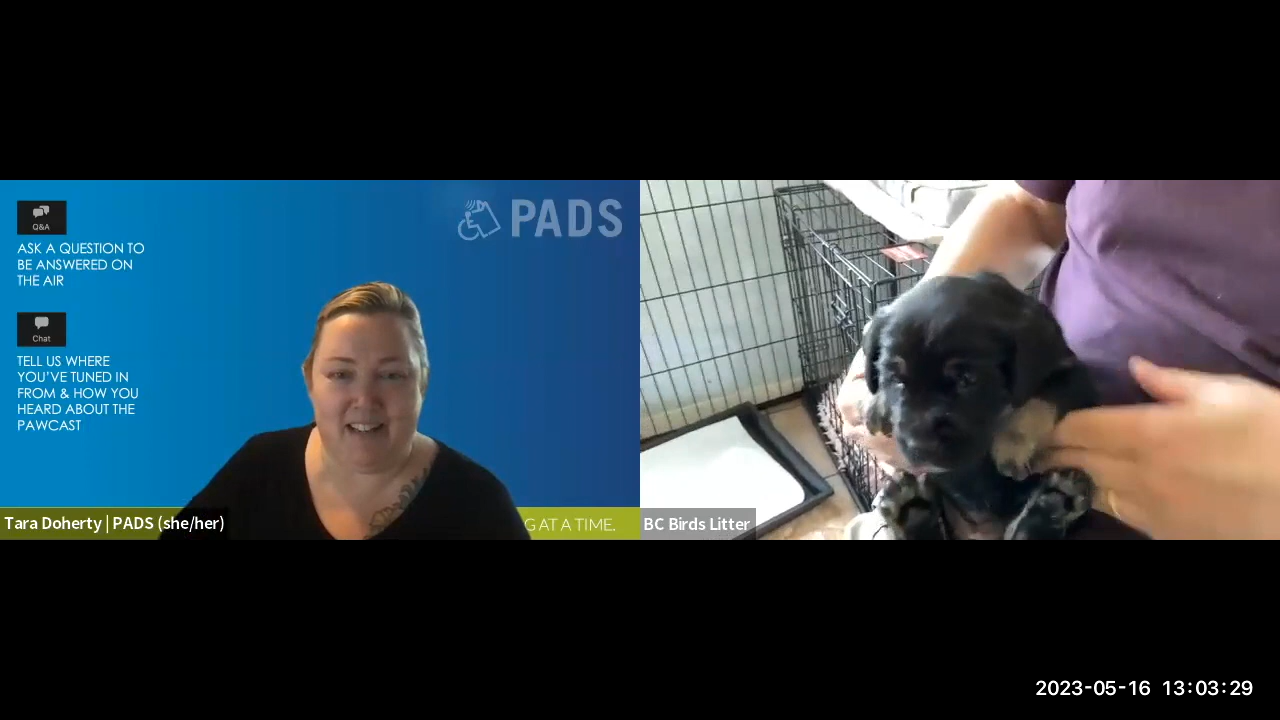 PADS
Q&A
ASK A QUESTION TO
BE ANSWERED ON
THE AIR
Chat
TELL US WHERE
YOU'VE TUNED IN
FROM & HOW YOU
HEARD ABOUT THE
PAWCAST
Tara Doherty | PADS (she/her)
G AT A TIME.
BC Birds Litter
2023-05-16 13:03:29